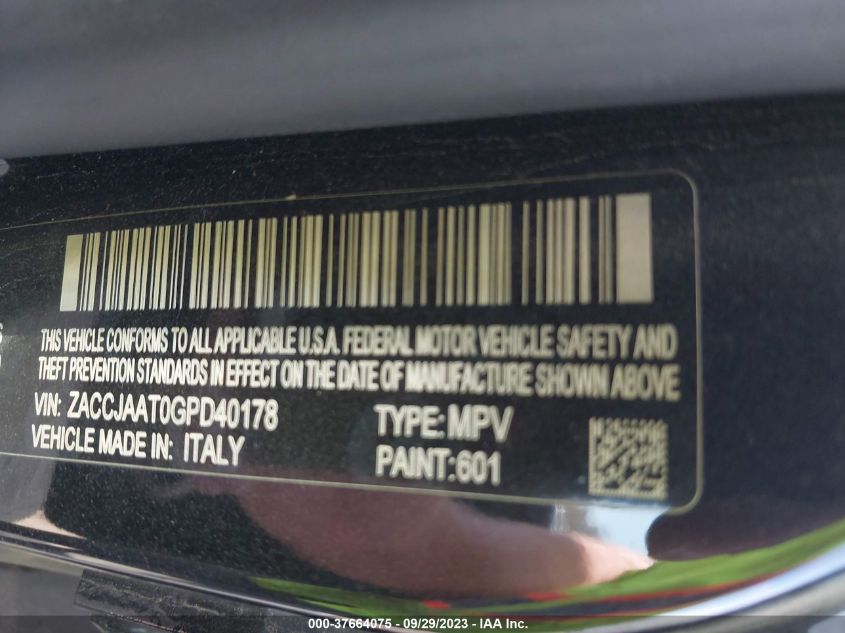 THIS VEHICLE CONFORMS TO ALL APPLICABLE U.S.A. FEDERAL MOTOR VEHICLE SAFETY AND
THEFT PREVENTION STANDARDS IN EFFECT ON THE DATE OF MANUFACTURE SHOWN ABOVE
VIN: ZACCJAAT0GPD40178 TYPE: MPV
VEHICLE MADE IN: ITALY PAINT:601
000-37664075 - 09/29/2023 - IAA Inc.